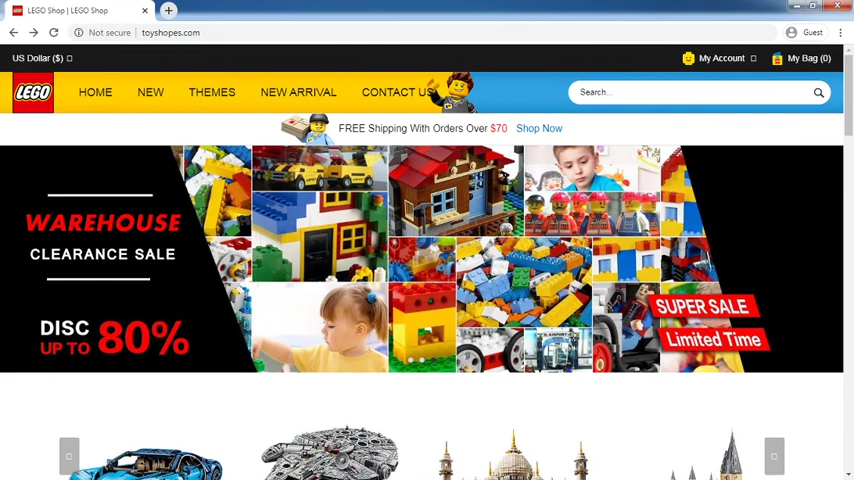 LEGO Shop | LEGO Shop
Not secure | toyshopes.com
Guest
US Dollar ($)
My Account
My Bag (0)
LEGO
HOME
NEW
THEMES
NEW ARRIVAL
CONTACT US
Search...
FREE Shipping With Orders Over $70 Shop Now
WAREHOUSE
CLEARANCE SALE
DISC
UP TO 80%
SUPER SALE
Limited Time